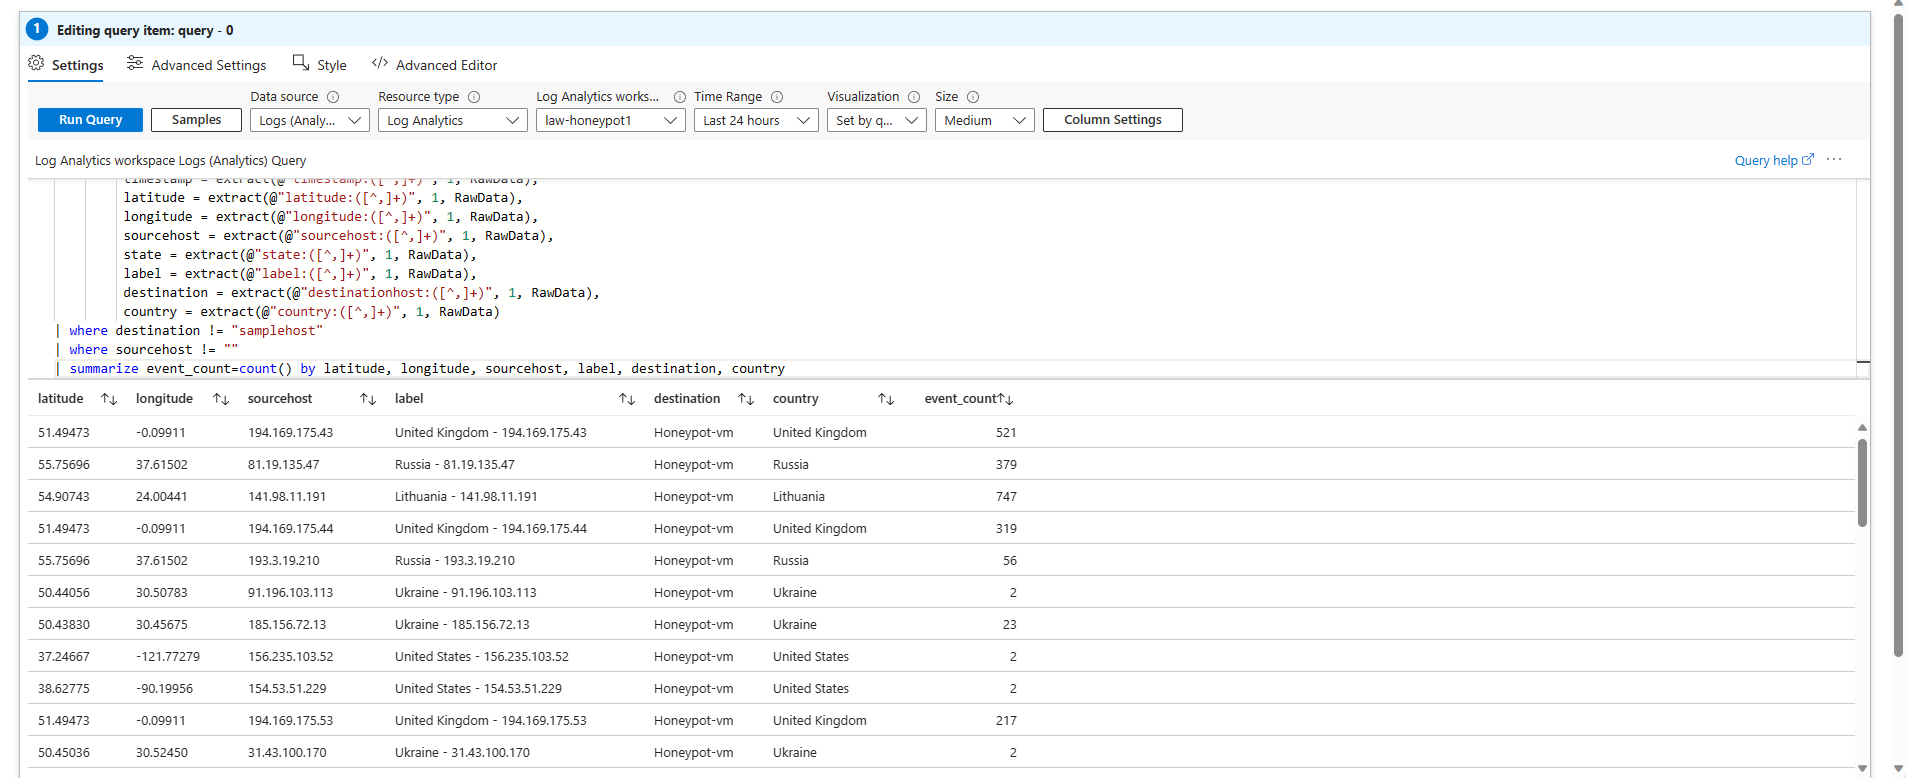 1 Editing query item: query - 0
Settings Advanced Settings Style </> Advanced Editor
Data source Resource type Log Analytics works... Time Range Visualization Size
Run Query Samples Logs (Analy... Log Analytics law-honeypot1 Last 24 hours Set by q... Medium Column Settings
Log Analytics workspace Logs (Analytics) Query Query help ...
timestamp = extract(@"timestamp:([^,]+)", 1, RawData),
latitude = extract(@"latitude:([^,]+)", 1, RawData),
longitude = extract(@"longitude:([^,]+)", 1, RawData),
sourcehost = extract(@"sourcehost:([^,]+)", 1, RawData),
state = extract(@"state:([^,]+)", 1, RawData),
label = extract(@"label:([^,]+)", 1, RawData),
destination = extract(@"destinationhost:([^,]+)", 1, RawData),
country = extract(@"country:([^,]+)", 1, RawData)
| where destination != "samplehost"
| where sourcehost != ""
| summarize event_count=count() by latitude, longitude, sourcehost, label, destination, country
latitude ↑↓ longitude ↑↓ sourcehost ↑↓ label ↑↓ destination ↑↓ country ↑↓ event_count↑↓
51.49473 -0.09911 194.169.175.43 United Kingdom - 194.169.175.43 Honeypot-vm United Kingdom 521
55.75696 37.61502 81.19.135.47 Russia - 81.19.135.47 Honeypot-vm Russia 379
54.90743 24.00441 141.98.11.191 Lithuania - 141.98.11.191 Honeypot-vm Lithuania 747
51.49473 -0.09911 194.169.175.44 United Kingdom - 194.169.175.44 Honeypot-vm United Kingdom 319
55.75696 37.61502 193.3.19.210 Russia - 193.3.19.210 Honeypot-vm Russia 56
50.44056 30.50783 91.196.103.113 Ukraine - 91.196.103.113 Honeypot-vm Ukraine 2
50.43830 30.45675 185.156.72.13 Ukraine - 185.156.72.13 Honeypot-vm Ukraine 23
37.24667 -121.77279 156.235.103.52 United States - 156.235.103.52 Honeypot-vm United States 2
38.62775 -90.19956 154.53.51.229 United States - 154.53.51.229 Honeypot-vm United States 2
51.49473 -0.09911 194.169.175.53 United Kingdom - 194.169.175.53 Honeypot-vm United Kingdom 217
50.45036 30.52450 31.43.100.170 Ukraine - 31.43.100.170 Honeypot-vm Ukraine 2